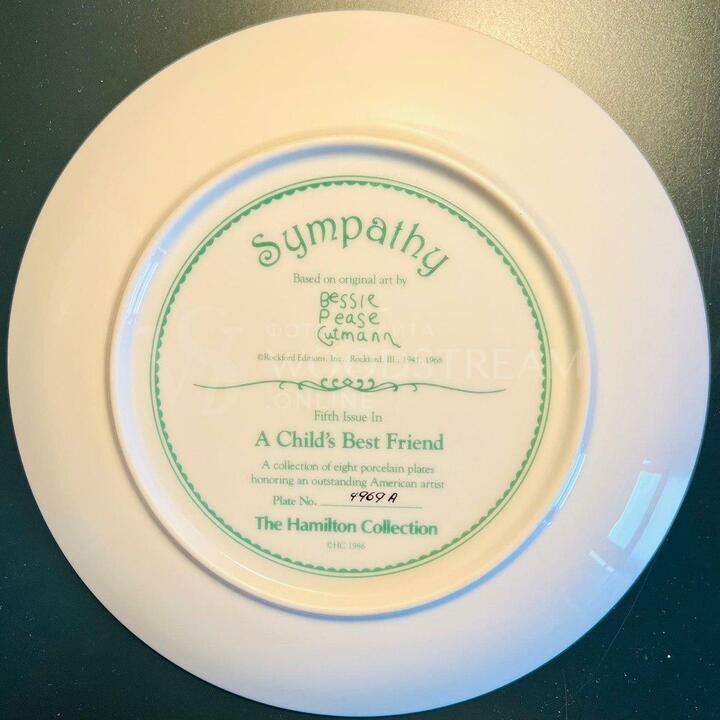 Sympathy
Based on original art by
Bessie
Pease
Gutmann
©Rockford Editions, Inc., Rockford, Ill., 1941, 1968
Fifth Issue In
A Child's Best Friend
A collection of eight porcelain plates
honoring an outstanding American artist
Plate No. 4969 A
The Hamilton Collection
©HC 1986
WOODSTREAM
.ONLINE